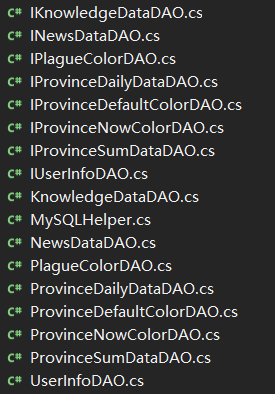 C# IKnowledgeDataDAO.cs
C# INewsDataDAO.cs
C# IPlagueColorDAO.cs
C# IProvinceDailyDataDAO.cs
C# IProvinceDefaultColorDAO.cs
C# IProvinceNowColorDAO.cs
C# IProvinceSumDataDAO.cs
C# IUserInfoDAO.cs
C# KnowledgeDataDAO.cs
C# MySQLHelper.cs
C# NewsDataDAO.cs
C# PlagueColorDAO.cs
C# ProvinceDailyDataDAO.cs
C# ProvinceDefaultColorDAO.cs
C# ProvinceNowColorDAO.cs
C# ProvinceSumDataDAO.cs
C# UserInfoDAO.cs